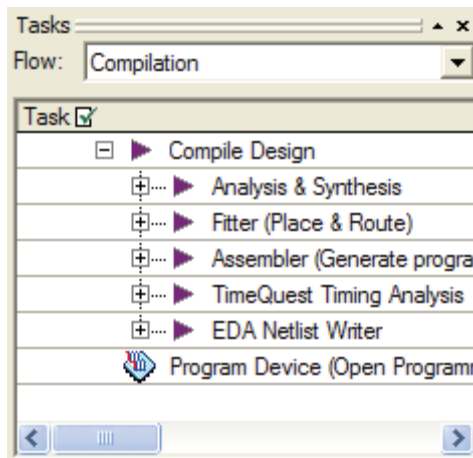 Tasks
Flow: Compilation
Task
Compile Design
Analysis & Synthesis
Fitter (Place & Route)
Assembler (Generate progra
TimeQuest Timing Analysis
EDA Netlist Writer
Program Device (Open Programm